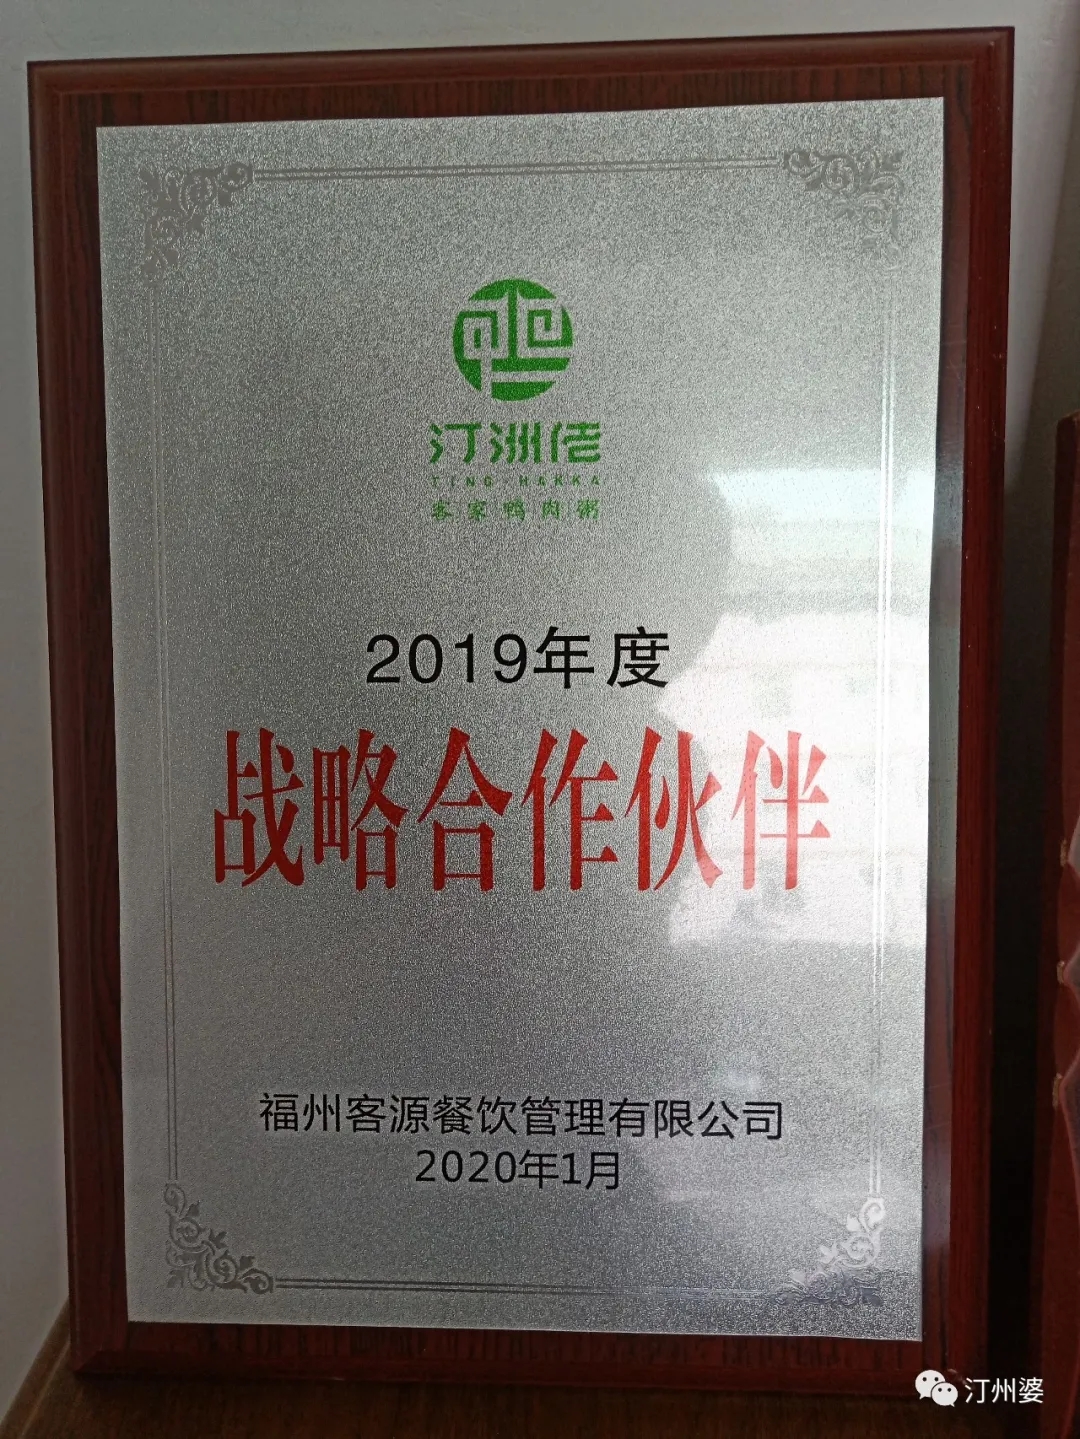 汀洲佬
TING HAKKA
客家鸭肉粥
2019年度
战略合作伙伴
福州客源餐饮管理有限公司
2020年1月
汀州婆